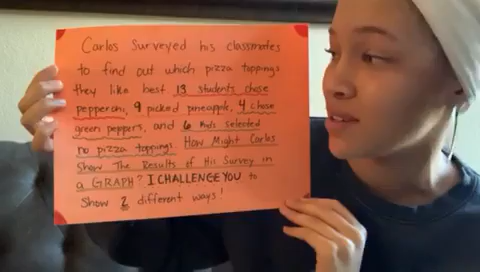 Carlos Surveyed his classmates
to find out which pizza toppings
they like best. 13 students chose
pepperoni, 9 picked pineapple, 4 chose
green peppers, and 6 kids selected
no pizza toppings. How Might Carlos
Show The Results of His Survey in
a GRAPH? I CHALLENGE YOU to
Show 2 different ways!